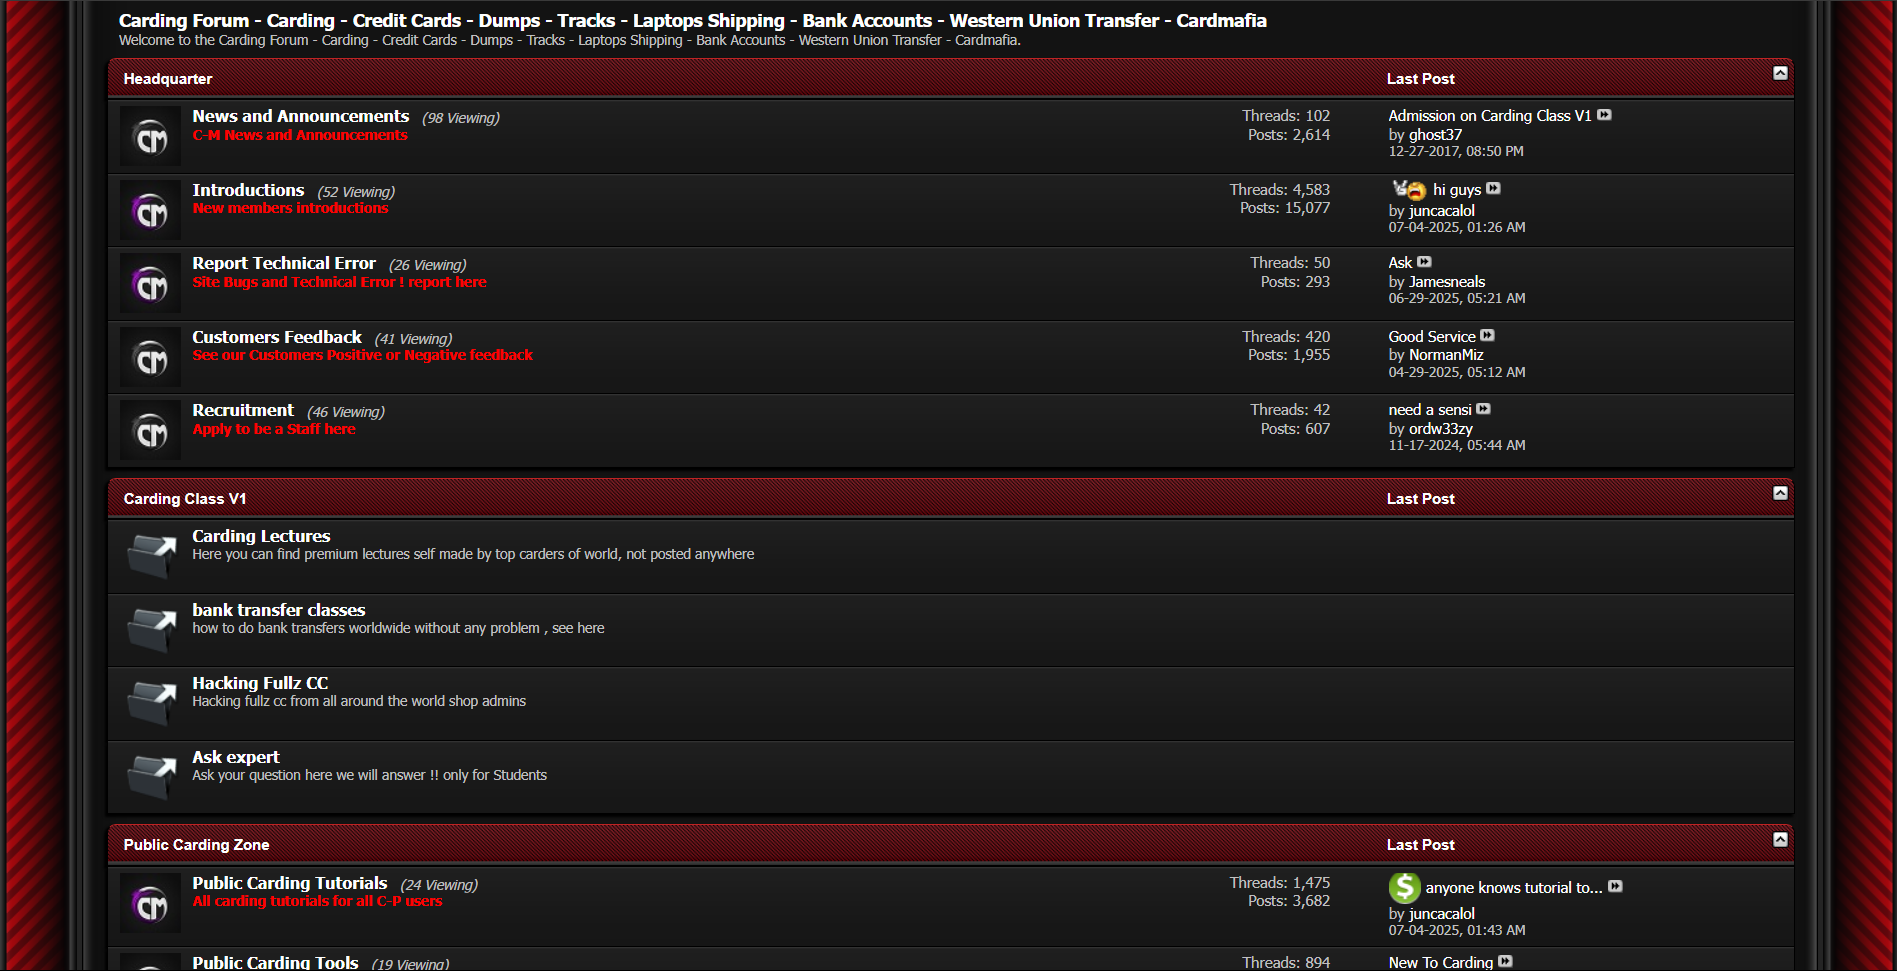 Carding Forum - Carding - Credit Cards - Dumps - Tracks - Laptops Shipping - Bank Accounts - Western Union Transfer - Cardmafia
Welcome to the Carding Forum - Carding - Credit Cards - Dumps - Tracks - Laptops Shipping - Bank Accounts - Western Union Transfer - Cardmafia.
Headquarter Last Post
CM
News and Announcements (98 Viewing)
C-M News and Announcements
Threads: 102
Posts: 2,614
Admission on Carding Class V1
by ghost37
12-27-2017, 08:50 PM
CM
Introductions (52 Viewing)
New members introductions
Threads: 4,583
Posts: 15,077
hi guys
by juncacalol
07-04-2025, 01:26 AM
CM
Report Technical Error (26 Viewing)
Site Bugs and Technical Error ! report here
Threads: 50
Posts: 293
Ask
by Jamesneals
06-29-2025, 05:21 AM
CM
Customers Feedback (41 Viewing)
See our Customers Positive or Negative feedback
Threads: 420
Posts: 1,955
Good Service
by NormanMiz
04-29-2025, 05:12 AM
CM
Recruitment (46 Viewing)
Apply to be a Staff here
Threads: 42
Posts: 607
need a sensi
by ordw33zy
11-17-2024, 05:44 AM
Carding Class V1 Last Post
Carding Lectures
Here you can find premium lectures self made by top carders of world, not posted anywhere
bank transfer classes
how to do bank transfers worldwide without any problem , see here
Hacking Fullz CC
Hacking fullz cc from all around the world shop admins
Ask expert
Ask your question here we will answer !! only for Students
Public Carding Zone Last Post
CM
Public Carding Tutorials (24 Viewing)
All carding tutorials for all C-P users
Threads: 1,475
Posts: 3,682
$ anyone knows tutorial to...
by juncacalol
07-04-2025, 01:43 AM
Public Carding Tools (19 Viewing)
Threads: 894
New To Carding